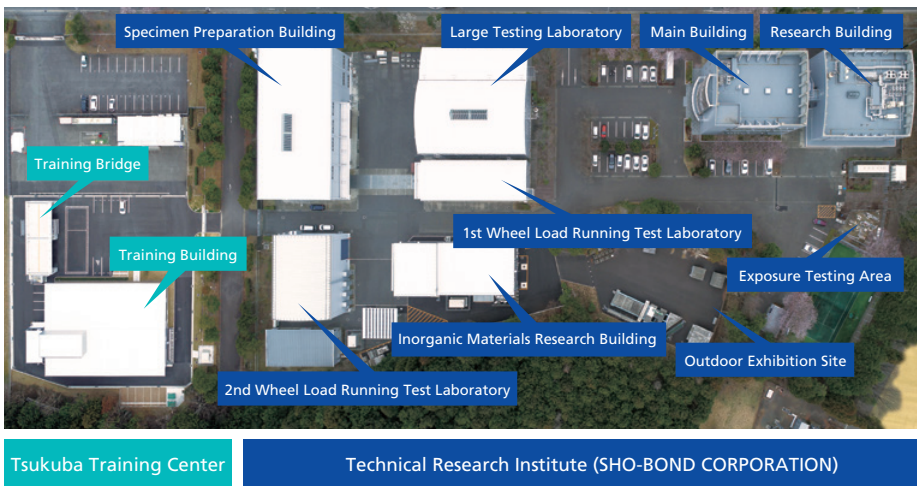 Specimen Preparation Building
Large Testing Laboratory
Main Building
Research Building
Training Bridge
1st Wheel Load Running Test Laboratory
Training Building
Exposure Testing Area
Inorganic Materials Research Building
Outdoor Exhibition Site
2nd Wheel Load Running Test Laboratory
Tsukuba Training Center
Technical Research Institute (SHO-BOND CORPORATION)